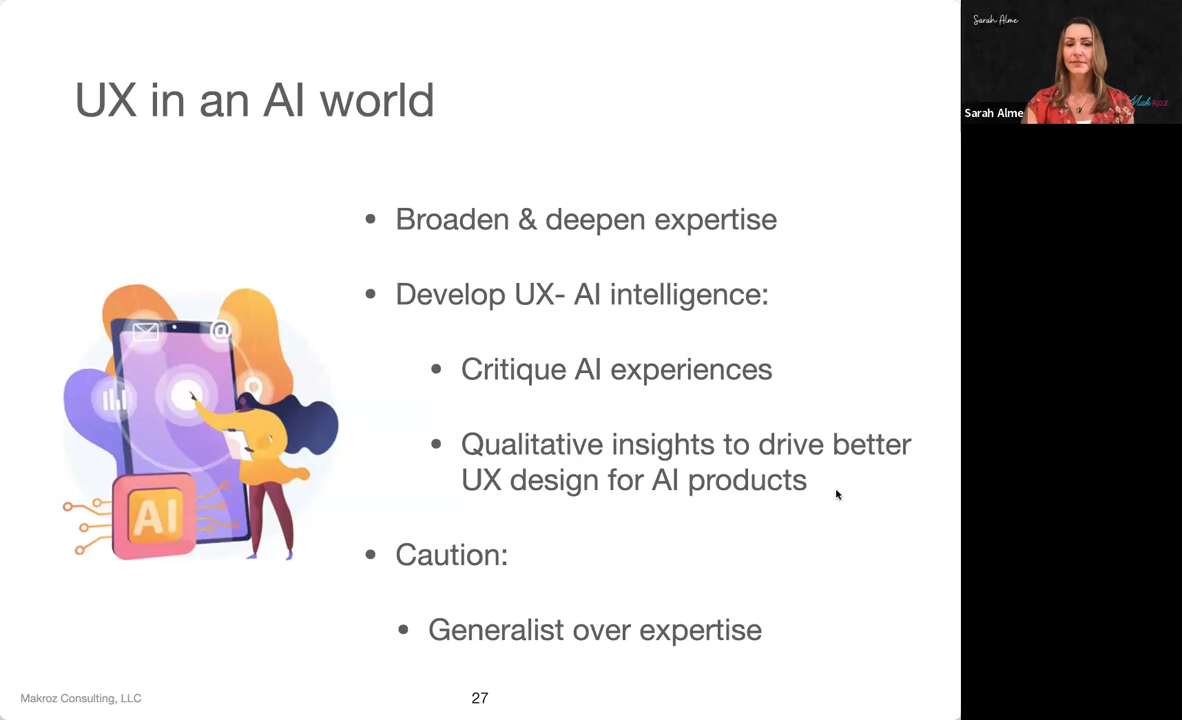 UX in an AI world
• Broaden & deepen expertise
• Develop UX- AI intelligence:
• Critique AI experiences
• Qualitative insights to drive better
UX design for AI products
• Caution:
• Generalist over expertise
@
AI
Makroz Consulting, LLC
27
Sarah Alme
Sarah Alme